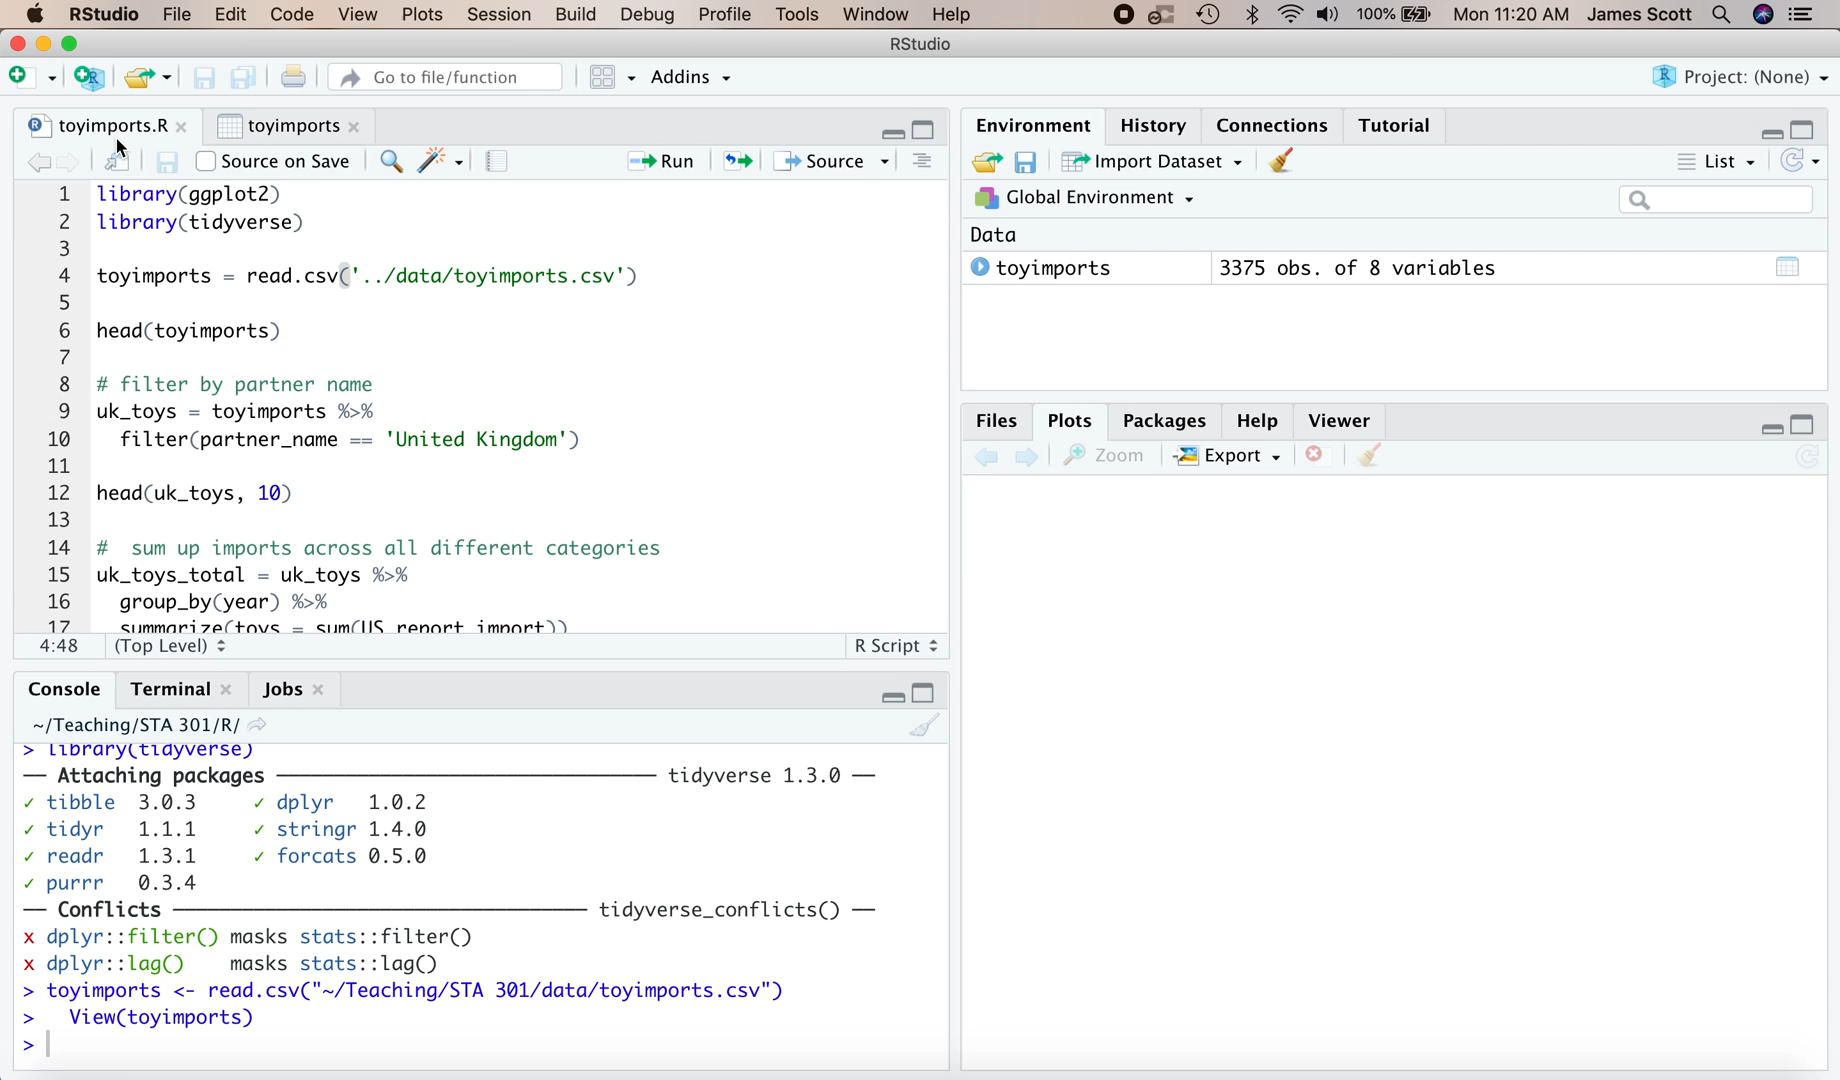 RStudio File Edit Code View Plots Session Build Debug Profile Tools Window Help 100% Mon 11:20 AM James Scott
RStudio
Go to file/function Addins Project: (None)
toyimports.R toyimports
Source on Save Run Source
1 library(ggplot2)
2 library(tidyverse)
3
4 toyimports = read.csv('../data/toyimports.csv')
5
6 head(toyimports)
7
8 # filter by partner name
9 uk_toys = toyimports %>%
10 filter(partner_name == 'United Kingdom')
11
12 head(uk_toys, 10)
13
14 # sum up imports across all different categories
15 uk_toys_total = uk_toys %>%
16 group_by(year) %>%
17 summarize(toys = sum(US_report_import))
4:48 (Top Level) R Script
Console Terminal Jobs
~/Teaching/STA 301/R/
> library(tidyverse)
── Attaching packages ── tidyverse 1.3.0 ──
✓ tibble 3.0.3 ✓ dplyr 1.0.2
✓ tidyr 1.1.1 ✓ stringr 1.4.0
✓ readr 1.3.1 ✓ forcats 0.5.0
✓ purrr 0.3.4
── Conflicts ── tidyverse_conflicts() ──
x dplyr::filter() masks stats::filter()
x dplyr::lag() masks stats::lag()
> toyimports <- read.csv("~/Teaching/STA 301/data/toyimports.csv")
> View(toyimports)
>
Environment History Connections Tutorial
Import Dataset List
Global Environment
Data
toyimports 3375 obs. of 8 variables
Files Plots Packages Help Viewer
Zoom Export